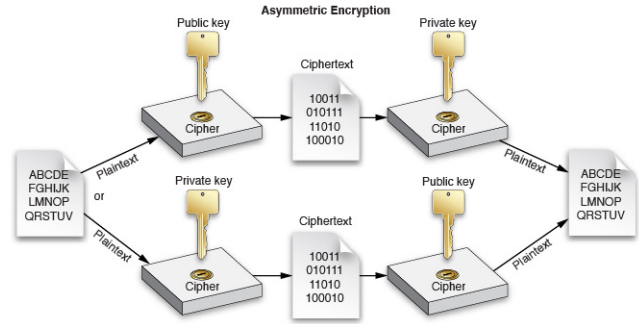 Asymmetric Encryption
Public key
Private key
Ciphertext
10011
010111
11010
100010
Cipher
Cipher
Plaintext
Plaintext
ABCDE
FGHIJK
LMNOP
QRSTUV
or
ABCDE
FGHIJK
LMNOP
QRSTUV
Plaintext
Plaintext
Private key
Public key
Ciphertext
10011
010111
11010
100010
Cipher
Cipher